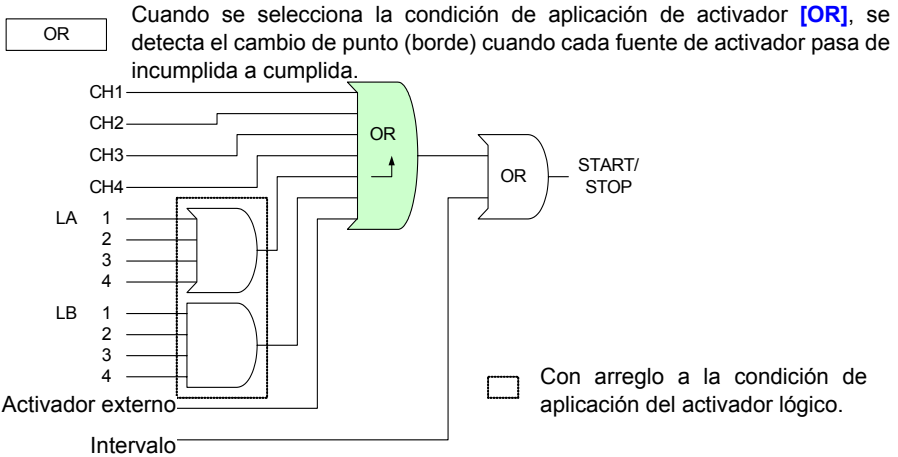 OR
Cuando se selecciona la condición de aplicación de activador [OR], se
detecta el cambio de punto (borde) cuando cada fuente de activador pasa de
incumplida a cumplida.
CH1
CH2
CH3
CH4
OR
OR
START/
STOP
LA 1
2
3
4
LB 1
2
3
4
Activador externo
Intervalo
Con arreglo a la condición de
aplicación del activador lógico.